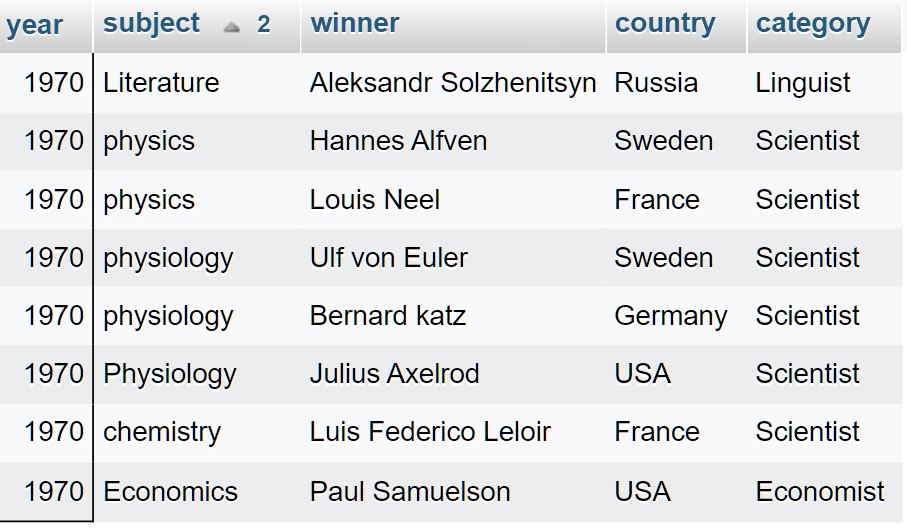 year subject 2 winner country category
1970 Literature Aleksandr Solzhenitsyn Russia Linguist
1970 physics Hannes Alfven Sweden Scientist
1970 physics Louis Neel France Scientist
1970 physiology Ulf von Euler Sweden Scientist
1970 physiology Bernard katz Germany Scientist
1970 Physiology Julius Axelrod USA Scientist
1970 chemistry Luis Federico Leloir France Scientist
1970 Economics Paul Samuelson USA Economist